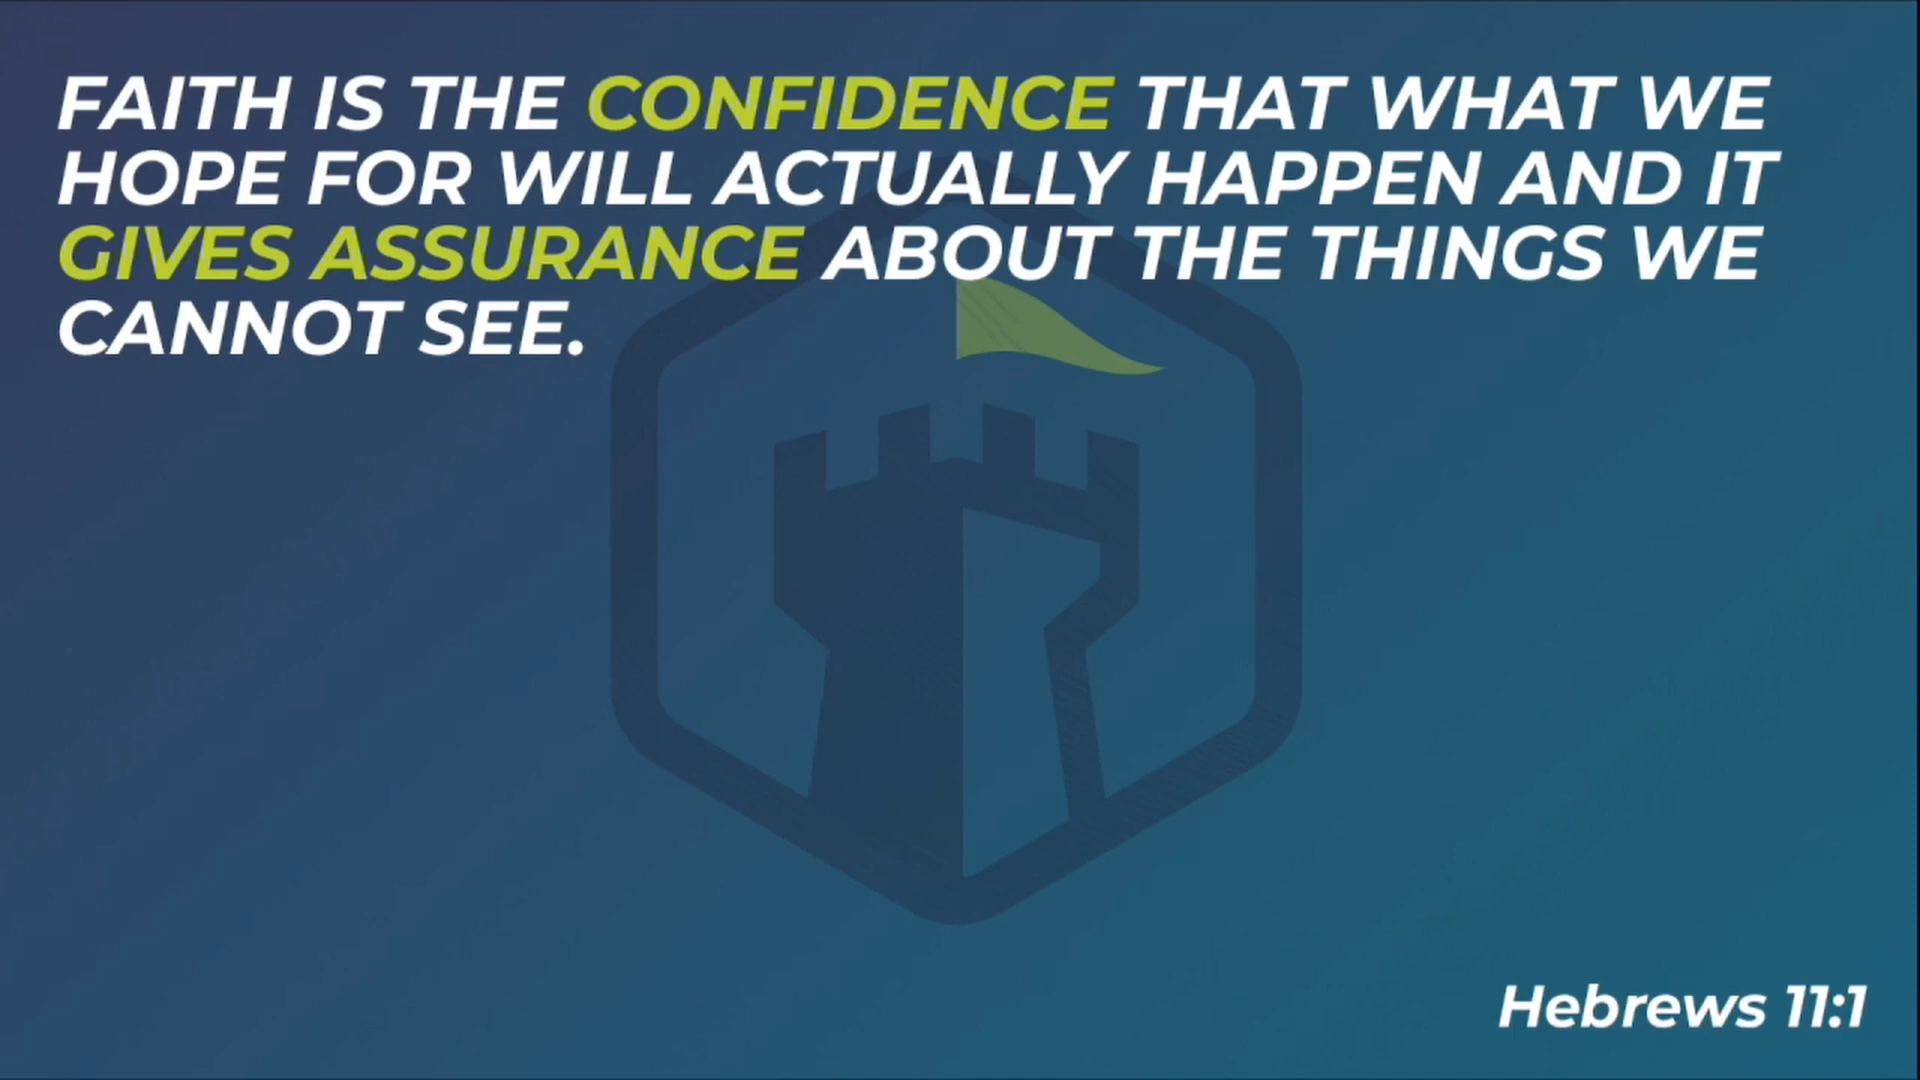 FAITH IS THE CONFIDENCE THAT WHAT WE
HOPE FOR WILL ACTUALLY HAPPEN AND IT
GIVES ASSURANCE ABOUT THE THINGS WE
CANNOT SEE.
Hebrews 11:1